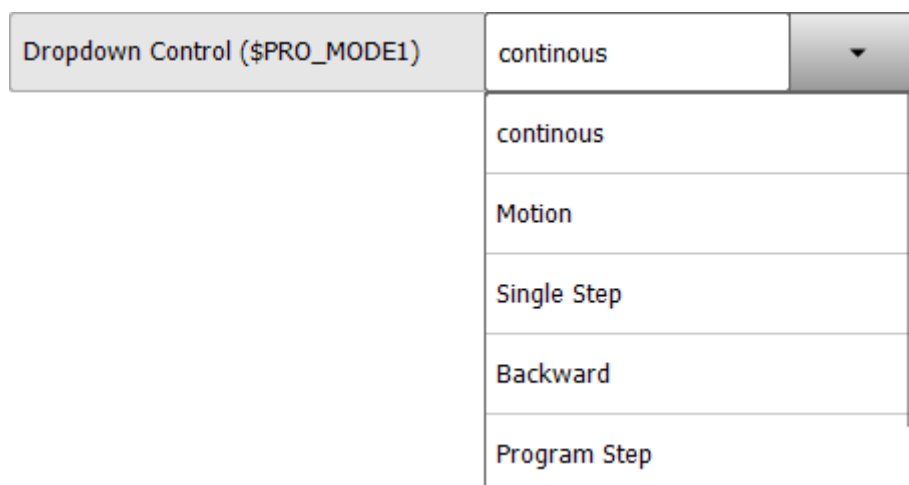 Dropdown Control ($PRO_MODE1) continous
continous
Motion
Single Step
Backward
Program Step